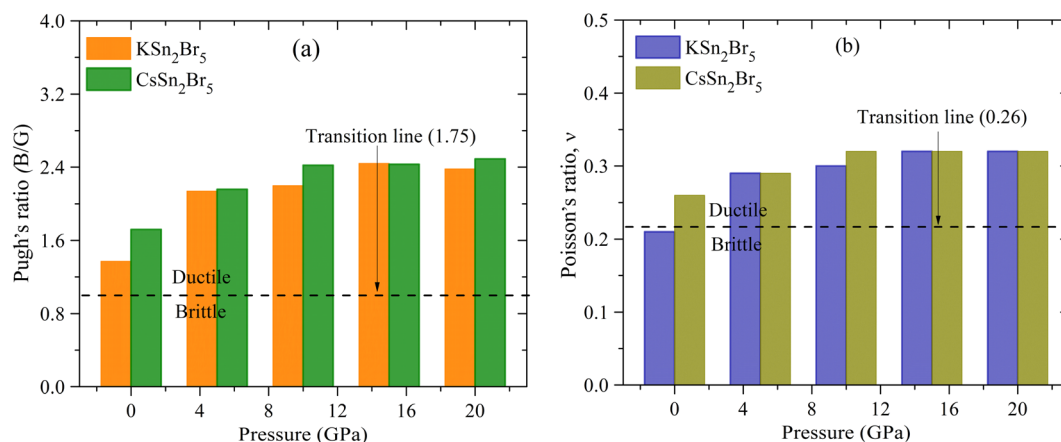 (a)
KSn₂Br₅
CsSn₂Br₅
Transition line (1.75)
Ductile
Brittle
Pugh's ratio (B/G)
4.0
3.2
2.4
1.6
0.8
0.0
0 4 8 12 16 20
Pressure (GPa)
(b)
KSn₂Br₅
CsSn₂Br₅
Transition line (0.26)
Ductile
Brittle
Poisson's ratio, ν
0.5
0.4
0.3
0.2
0.1
0.0
0 4 8 12 16 20
Pressure (GPa)